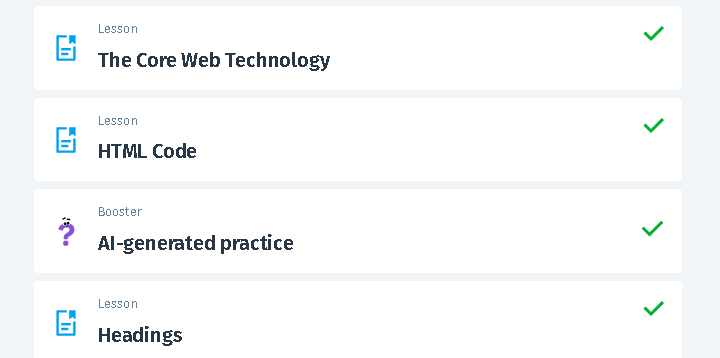 Lesson
The Core Web Technology
Lesson
HTML Code
Booster
AI-generated practice
Lesson
Headings